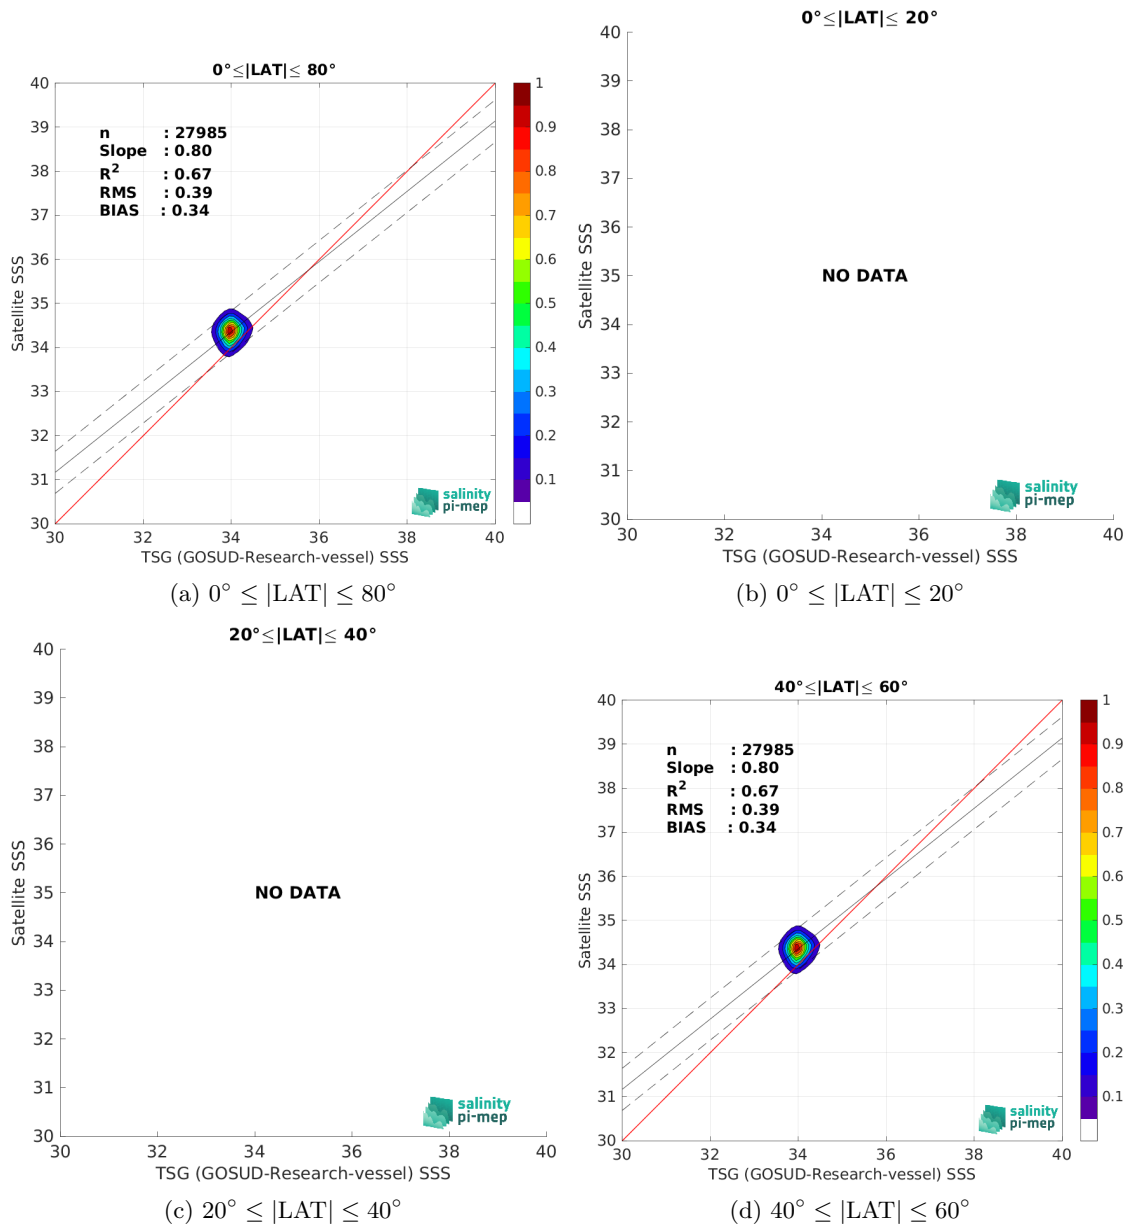 0°≤|LAT|≤ 80°
40
39
38
37
36
35
34
33
32
31
30
Satellite SSS
n : 27985
Slope : 0.80
R² : 0.67
RMS : 0.39
BIAS : 0.34
salinity
pi-mep
30 32 34 36 38 40
TSG (GOSUD-Research-vessel) SSS
1
0.9
0.8
0.7
0.6
0.5
0.4
0.3
0.2
0.1
(a) 0° ≤ |LAT| ≤ 80°
0°≤|LAT|≤ 20°
40
39
38
37
36
35
34
33
32
31
30
Satellite SSS
NO DATA
salinity
pi-mep
30 32 34 36 38 40
TSG (GOSUD-Research-vessel) SSS
(b) 0° ≤ |LAT| ≤ 20°
20°≤|LAT|≤ 40°
40
39
38
37
36
35
34
33
32
31
30
Satellite SSS
NO DATA
salinity
pi-mep
30 32 34 36 38 40
TSG (GOSUD-Research-vessel) SSS
(c) 20° ≤ |LAT| ≤ 40°
40°≤|LAT|≤ 60°
40
39
38
37
36
35
34
33
32
31
30
Satellite SSS
n : 27985
Slope : 0.80
R² : 0.67
RMS : 0.39
BIAS : 0.34
salinity
pi-mep
30 32 34 36 38 40
TSG (GOSUD-Research-vessel) SSS
1
0.9
0.8
0.7
0.6
0.5
0.4
0.3
0.2
0.1
(d) 40° ≤ |LAT| ≤ 60°